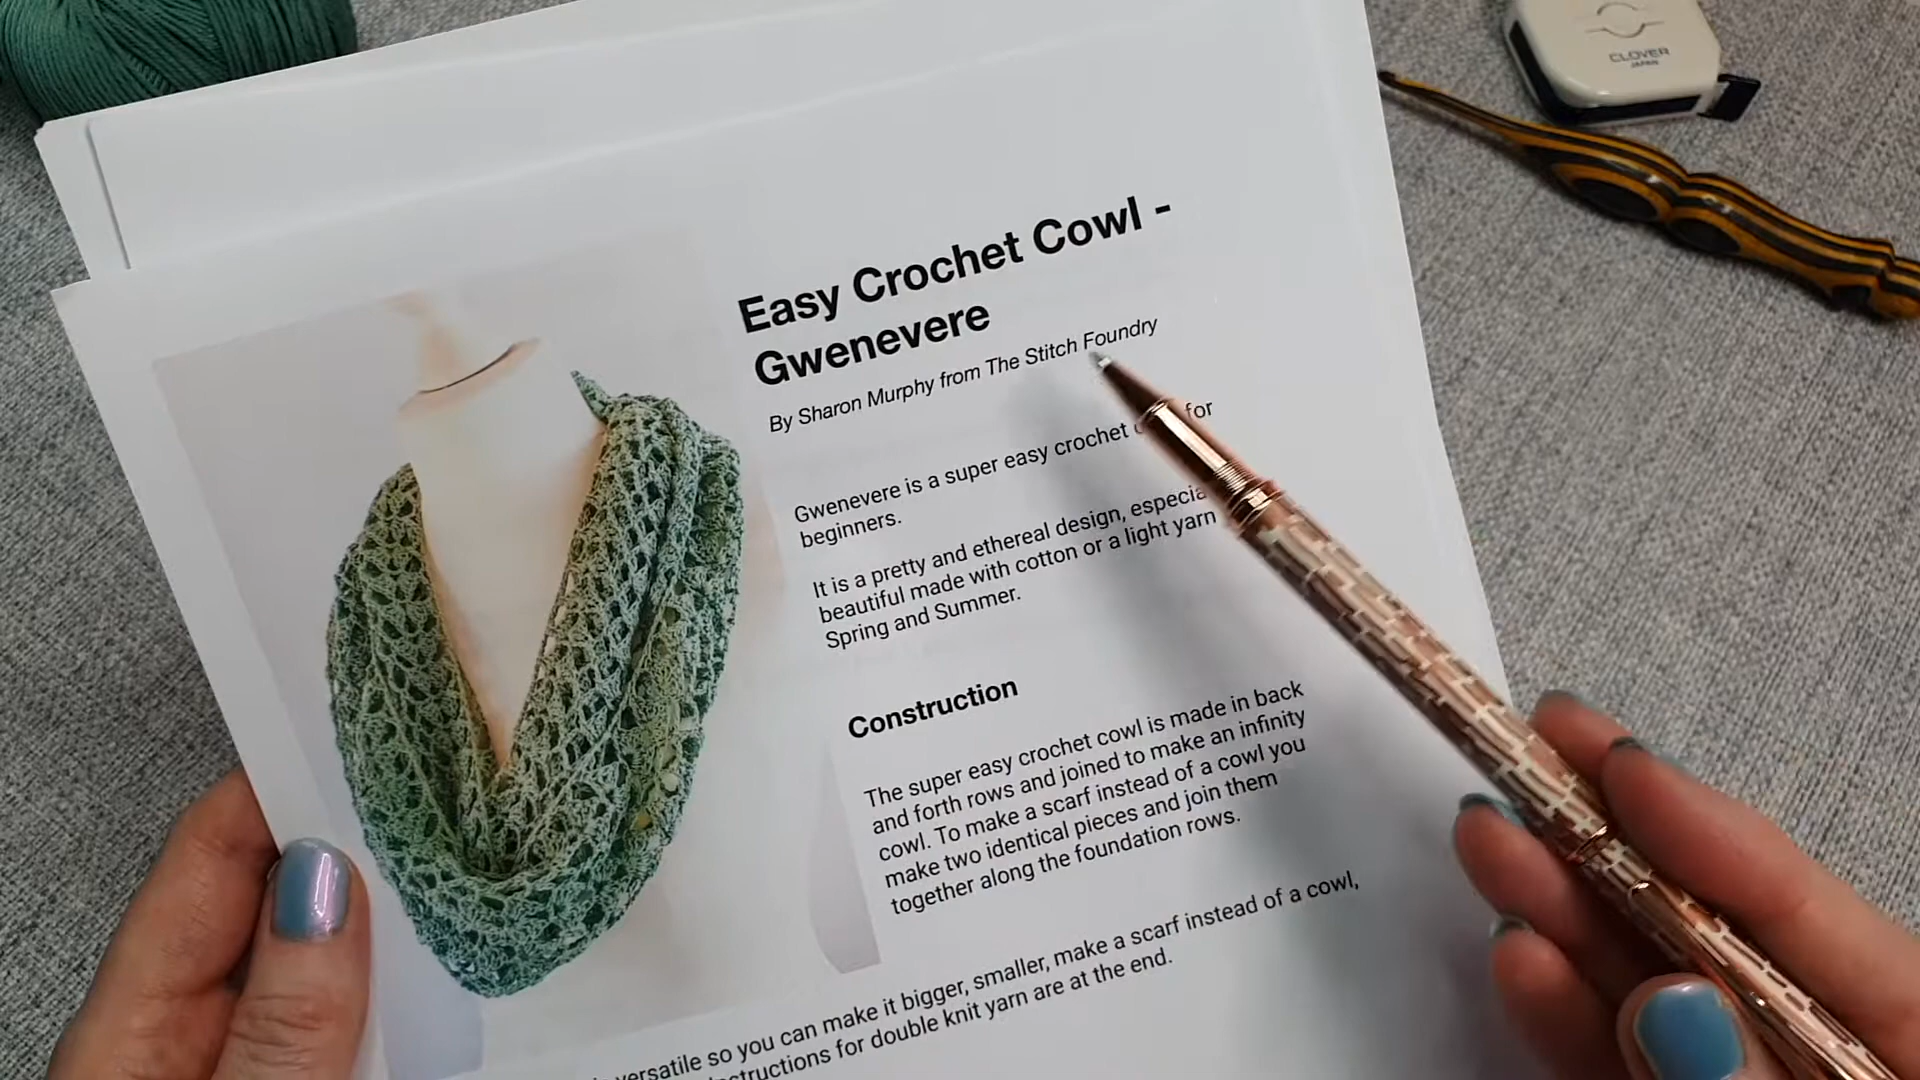 CLOVER
JAPAN
Easy Crochet Cowl -
Gwenevere
By Sharon Murphy from The Stitch Foundry
Gwenevere is a super easy crochet for
beginners.
It is a pretty and ethereal design,
beautiful made with cotton or a light yarn
Spring and Summer.
Construction
The super easy crochet cowl is made in back
and forth rows and joined to make an infinity
cowl. To make a scarf instead of a cowl you
make two identical pieces and join them
together along the foundation rows.
so you can make it bigger, smaller, make a scarf instead of a cowl,
for double knit yarn are at the end.